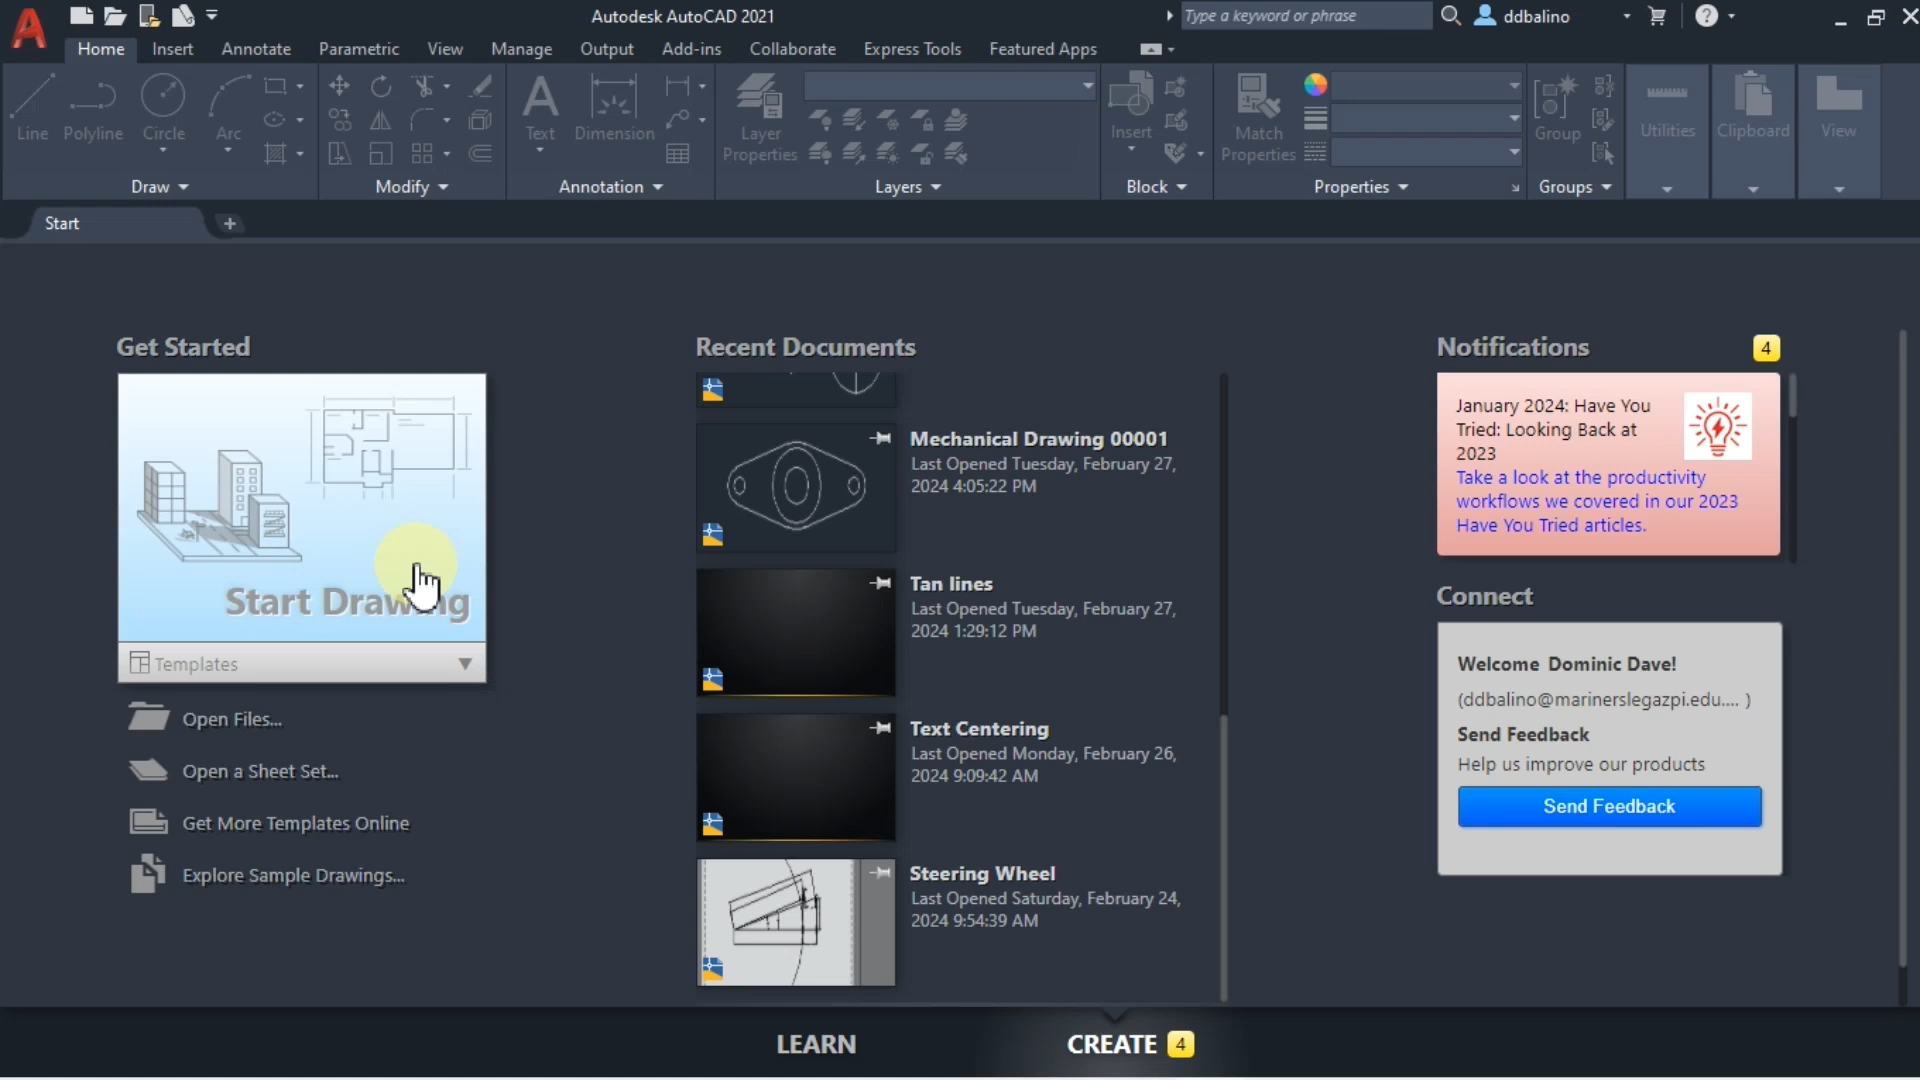 Autodesk AutoCAD 2021
Type a keyword or phrase
ddbalino
Home Insert Annotate Parametric View Manage Output Add-ins Collaborate Express Tools Featured Apps
Line Polyline Circle Arc
Text Dimension
Layer
Properties
Insert
Match
Properties
Group
Utilities
Clipboard
View
Draw Modify Annotation Layers Block Properties Groups
Start
Get Started
Start Drawing
Templates
Open Files...
Open a Sheet Set...
Get More Templates Online
Explore Sample Drawings...
Recent Documents
Mechanical Drawing 00001
Last Opened Tuesday, February 27,
2024 4:05:22 PM
Tan lines
Last Opened Tuesday, February 27,
2024 1:29:12 PM
Text Centering
Last Opened Monday, February 26,
2024 9:09:42 AM
Steering Wheel
Last Opened Saturday, February 24,
2024 9:54:39 AM
Notifications 4
January 2024: Have You
Tried: Looking Back at
2023
Take a look at the productivity
workflows we covered in our 2023
Have You Tried articles.
Connect
Welcome Dominic Dave!
(ddbalino@marinerslegazpi.edu.... )
Send Feedback
Help us improve our products
Send Feedback
LEARN
CREATE 4